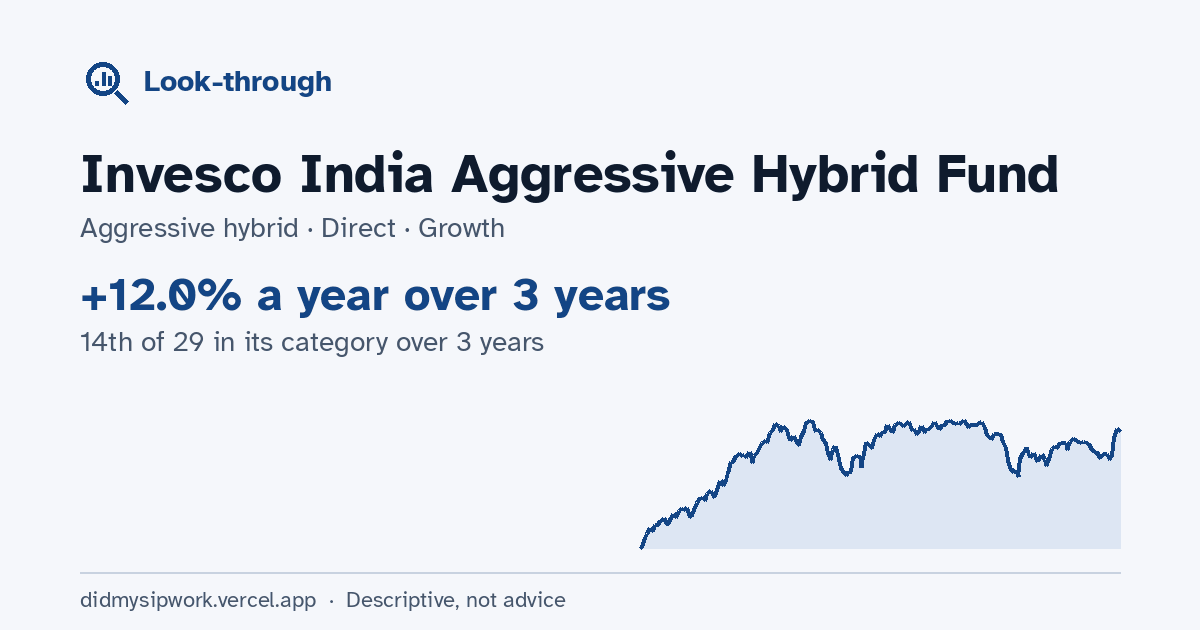 Look-through
Invesco India Aggressive Hybrid Fund
Aggressive hybrid · Direct · Growth
+12.0% a year over 3 years
14th of 29 in its category over 3 years
didmysipwork.vercel.app · Descriptive, not advice